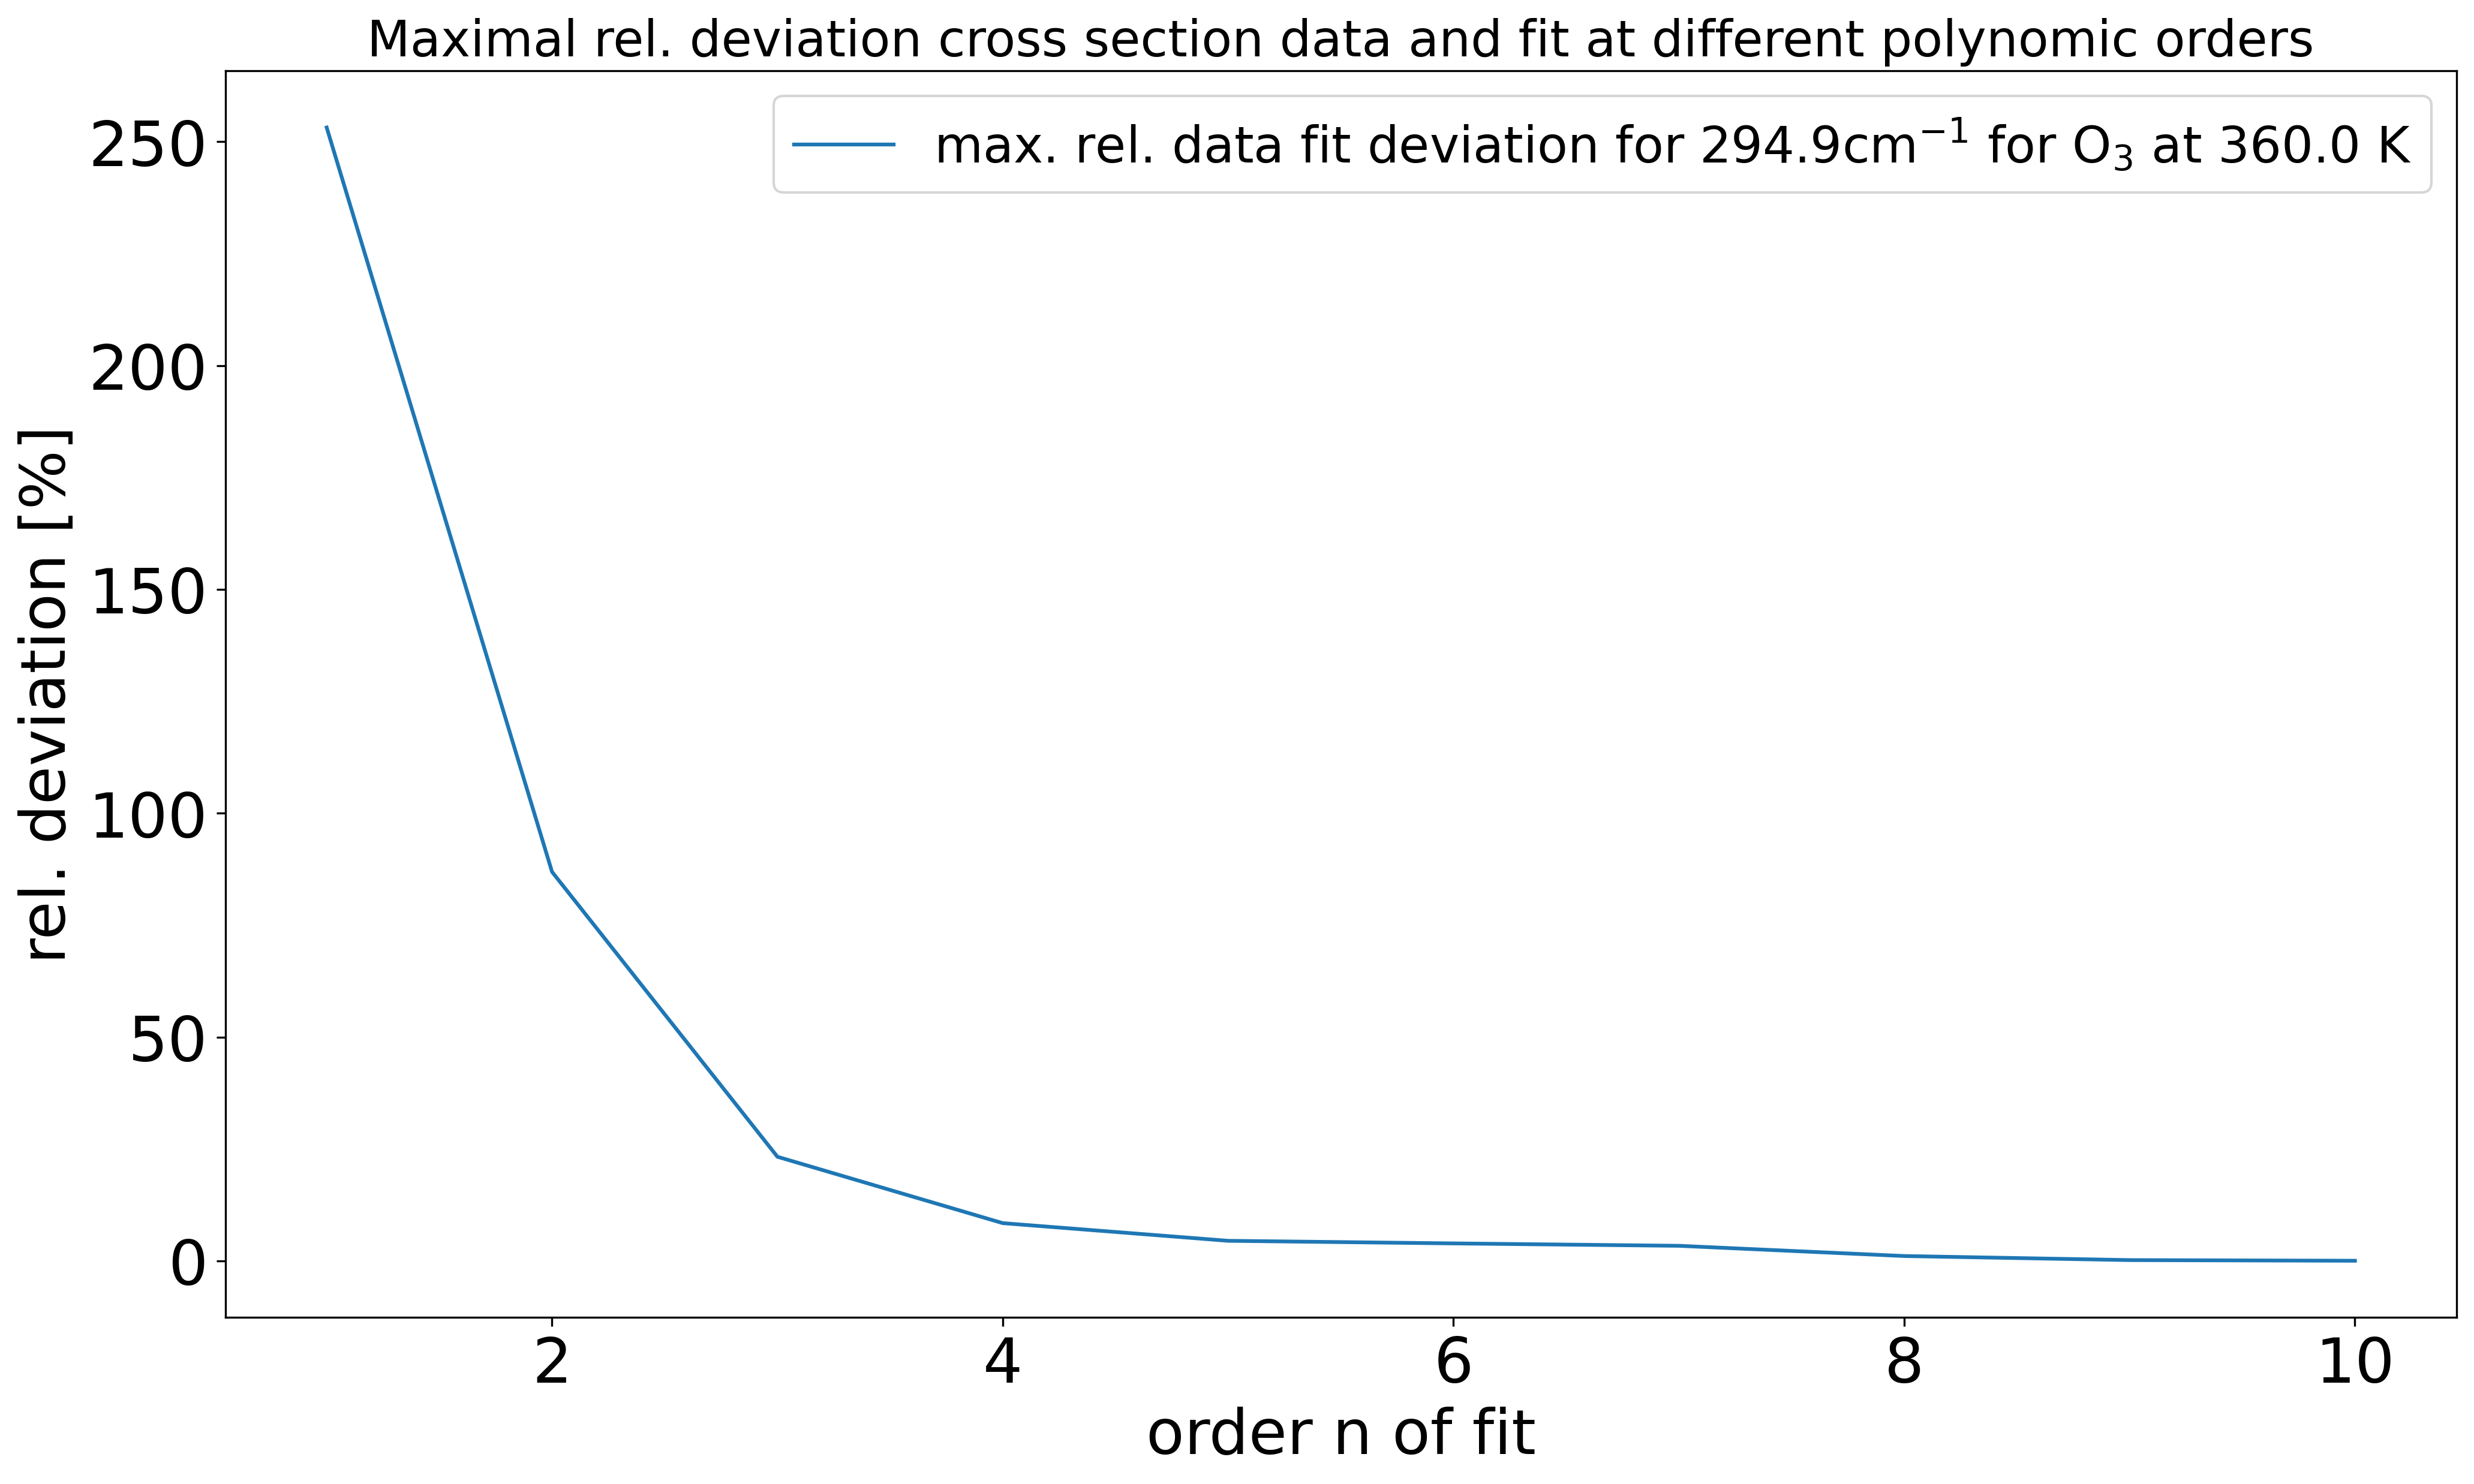 Maximal rel. deviation cross section data and fit at different polynomic orders
max. rel. data fit deviation for 294.9cm⁻¹ for O₃ at 360.0 K
rel. deviation [%]
250
200
150
100
50
0
2 4 6 8 10
order n of fit